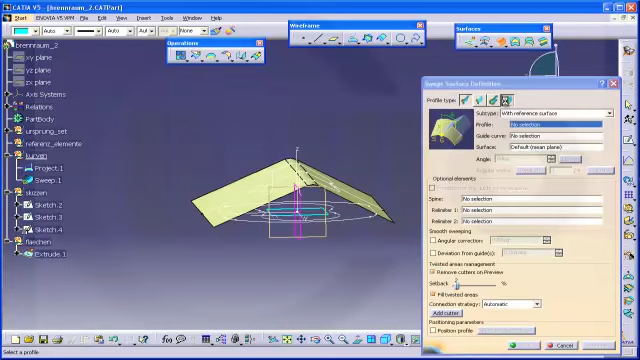 CATIA V5 - [brennraum_2.CATPart]
Start ENOVIA V5 VPM File Edit View Insert Tools Window Help
Auto Auto Aut
Wireframe
Surfaces
Operations
brennraum_2
xy plane
yz plane
zx plane
Axis Systems
Relations
PartBody
ursprung_set
referenz_elemente
kurven
Project.1
Sweep.1
skizzen
Sketch.2
Sketch.3
Sketch.4
flaechen
Extrude.1
Swept Surface Definition
Profile type:
Subtype: With reference surface
Profile: No selection
Guide curve: No selection
Surface: Default (mean plane)
Angle:
Optional elements
Spine: No selection
Relimiter 1: No selection
Relimiter 2: No selection
Smooth sweeping
Angular correction:
Deviation from guide(s):
Twisted areas management
Remove cutters on Preview
Setback 2 %
Fill twisted areas
Connection strategy: Automatic
Add cutter
Positioning parameters
Position profile
Cancel
Select a profile